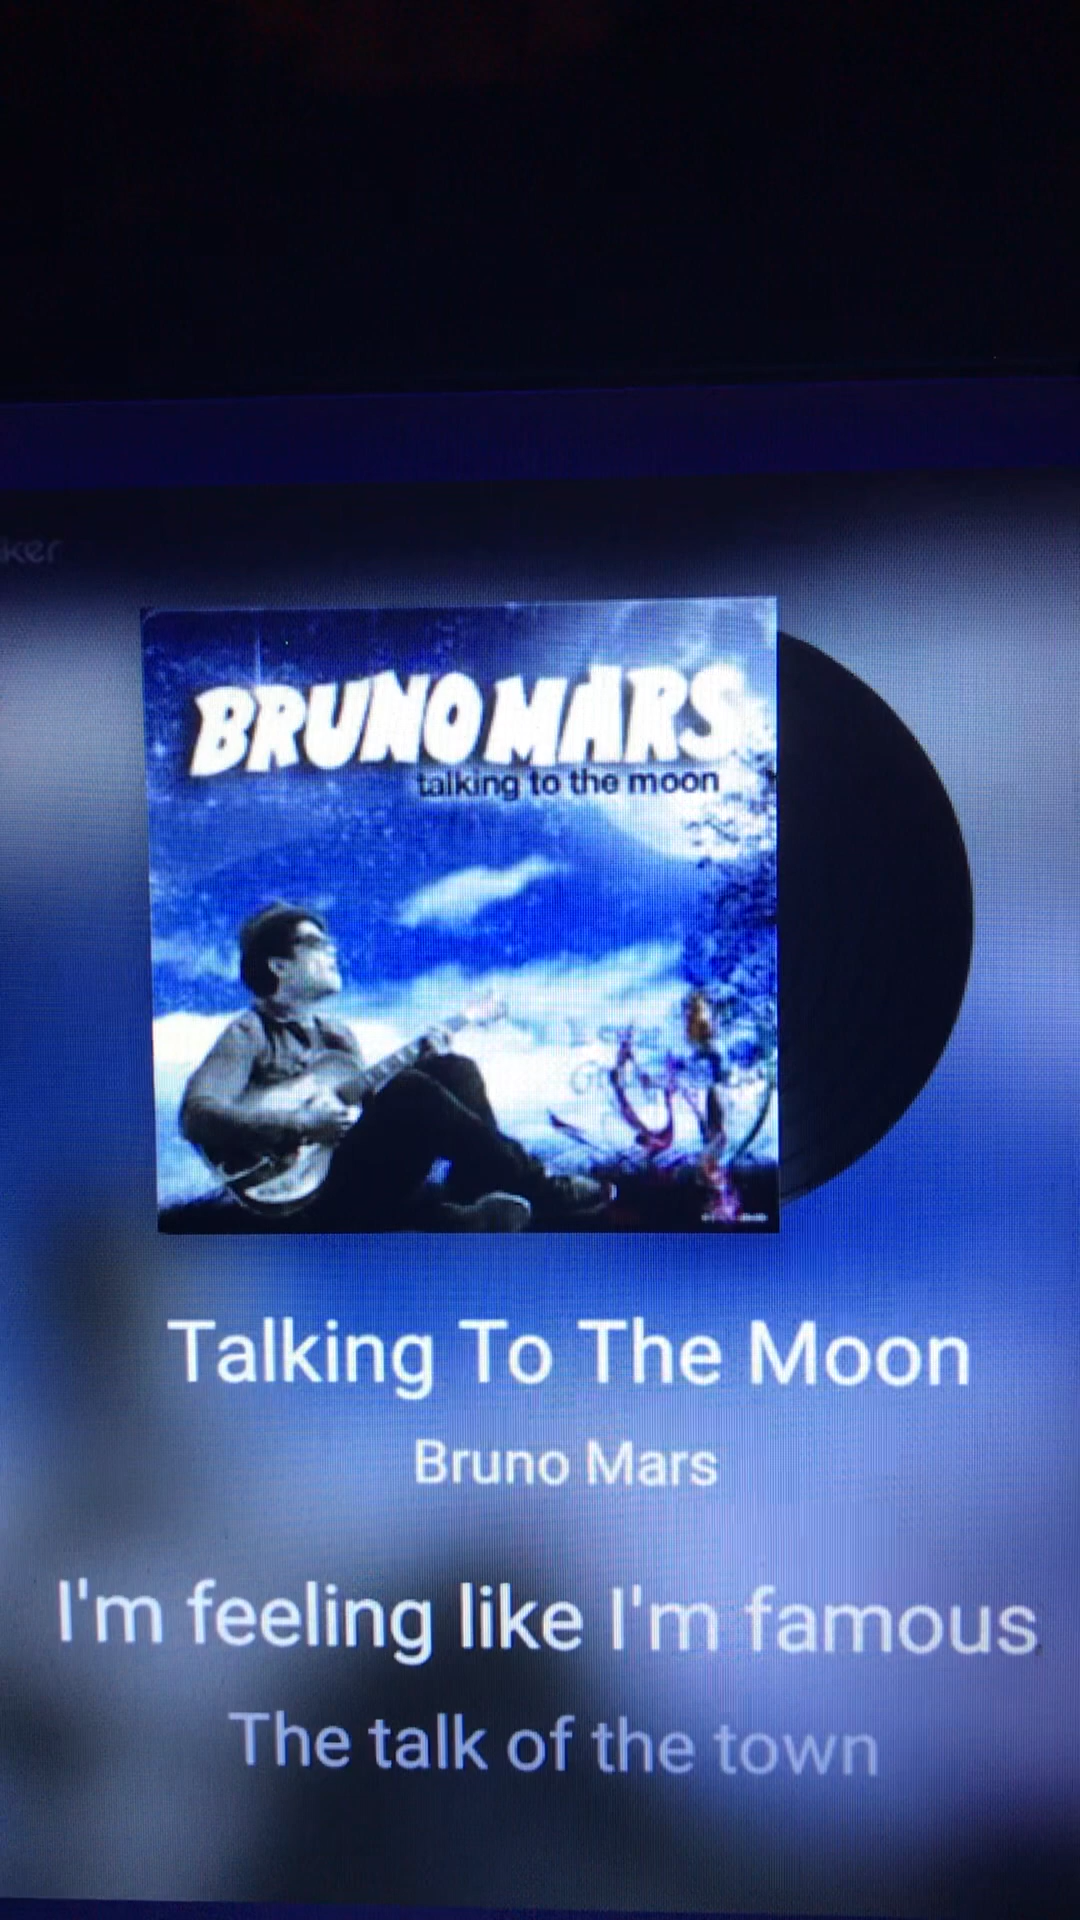 ker
BRUNO MARS
talking to the moon
Talking To The Moon
Bruno Mars
I'm feeling like I'm famous
The talk of the town